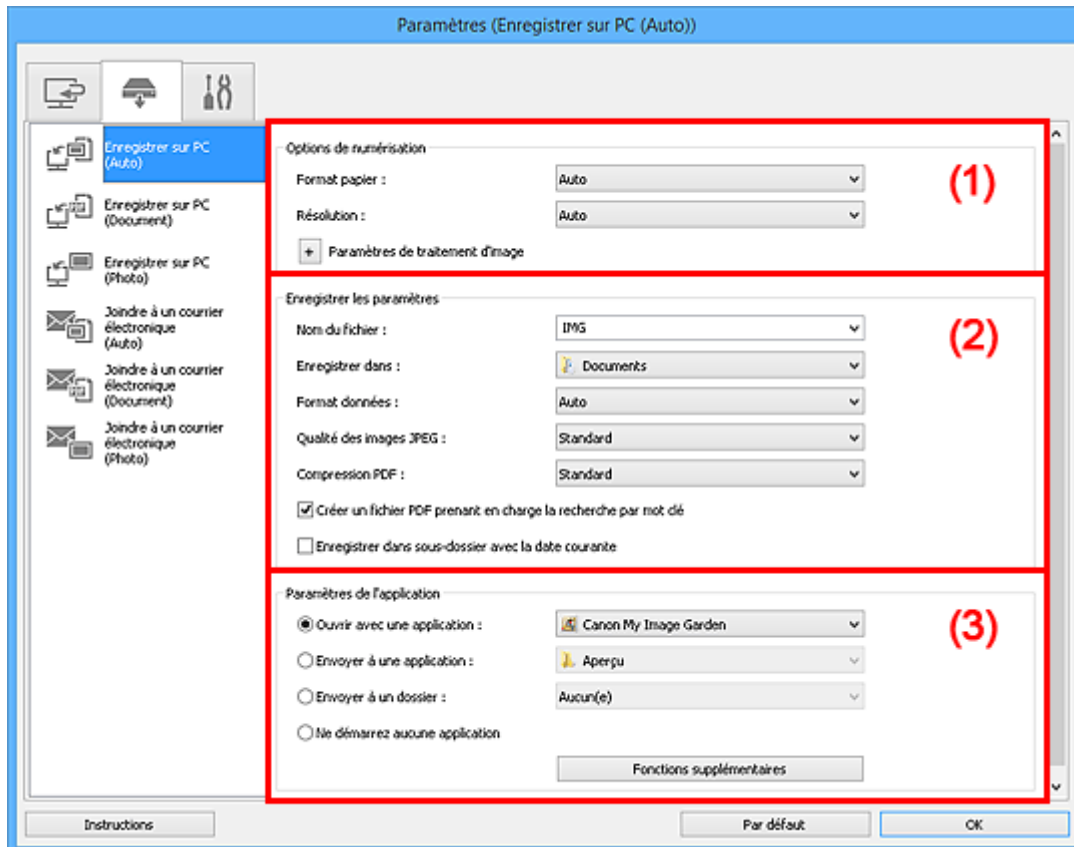 Paramètres (Enregistrer sur PC (Auto))
Enregistrer sur PC
(Auto)
Enregistrer sur PC
(Document)
Enregistrer sur PC
(Photo)
Joindre à un courrier
électronique
(Auto)
Joindre à un courrier
électronique
(Document)
Joindre à un courrier
électronique
(Photo)
Options de numérisation
(1)
Format papier : Auto
Résolution : Auto
+ Paramètres de traitement d'image
Enregistrer les paramètres
(2)
Nom du fichier : IMG
Enregistrer dans : Documents
Format données : Auto
Qualité des images JPEG : Standard
Compression PDF : Standard
Créer un fichier PDF prenant en charge la recherche par mot clé
Enregistrer dans sous-dossier avec la date courante
Paramètres de l'application
(3)
Ouvrir avec une application : Canon My Image Garden
Envoyer à une application : Aperçu
Envoyer à un dossier : Aucun(e)
Ne démarrez aucune application
Fonctions supplémentaires
Instructions Par défaut OK